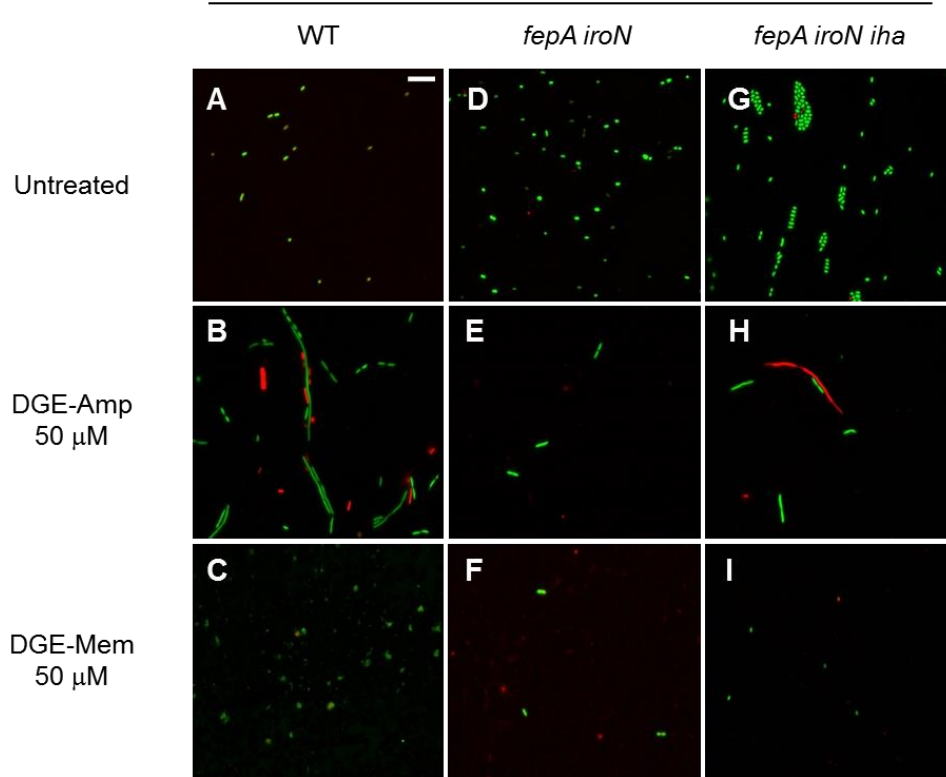 WT fepA iroN fepA iroN iha
A D G
Untreated
B E H
DGE-Amp
50 μM
C F I
DGE-Mem
50 μM